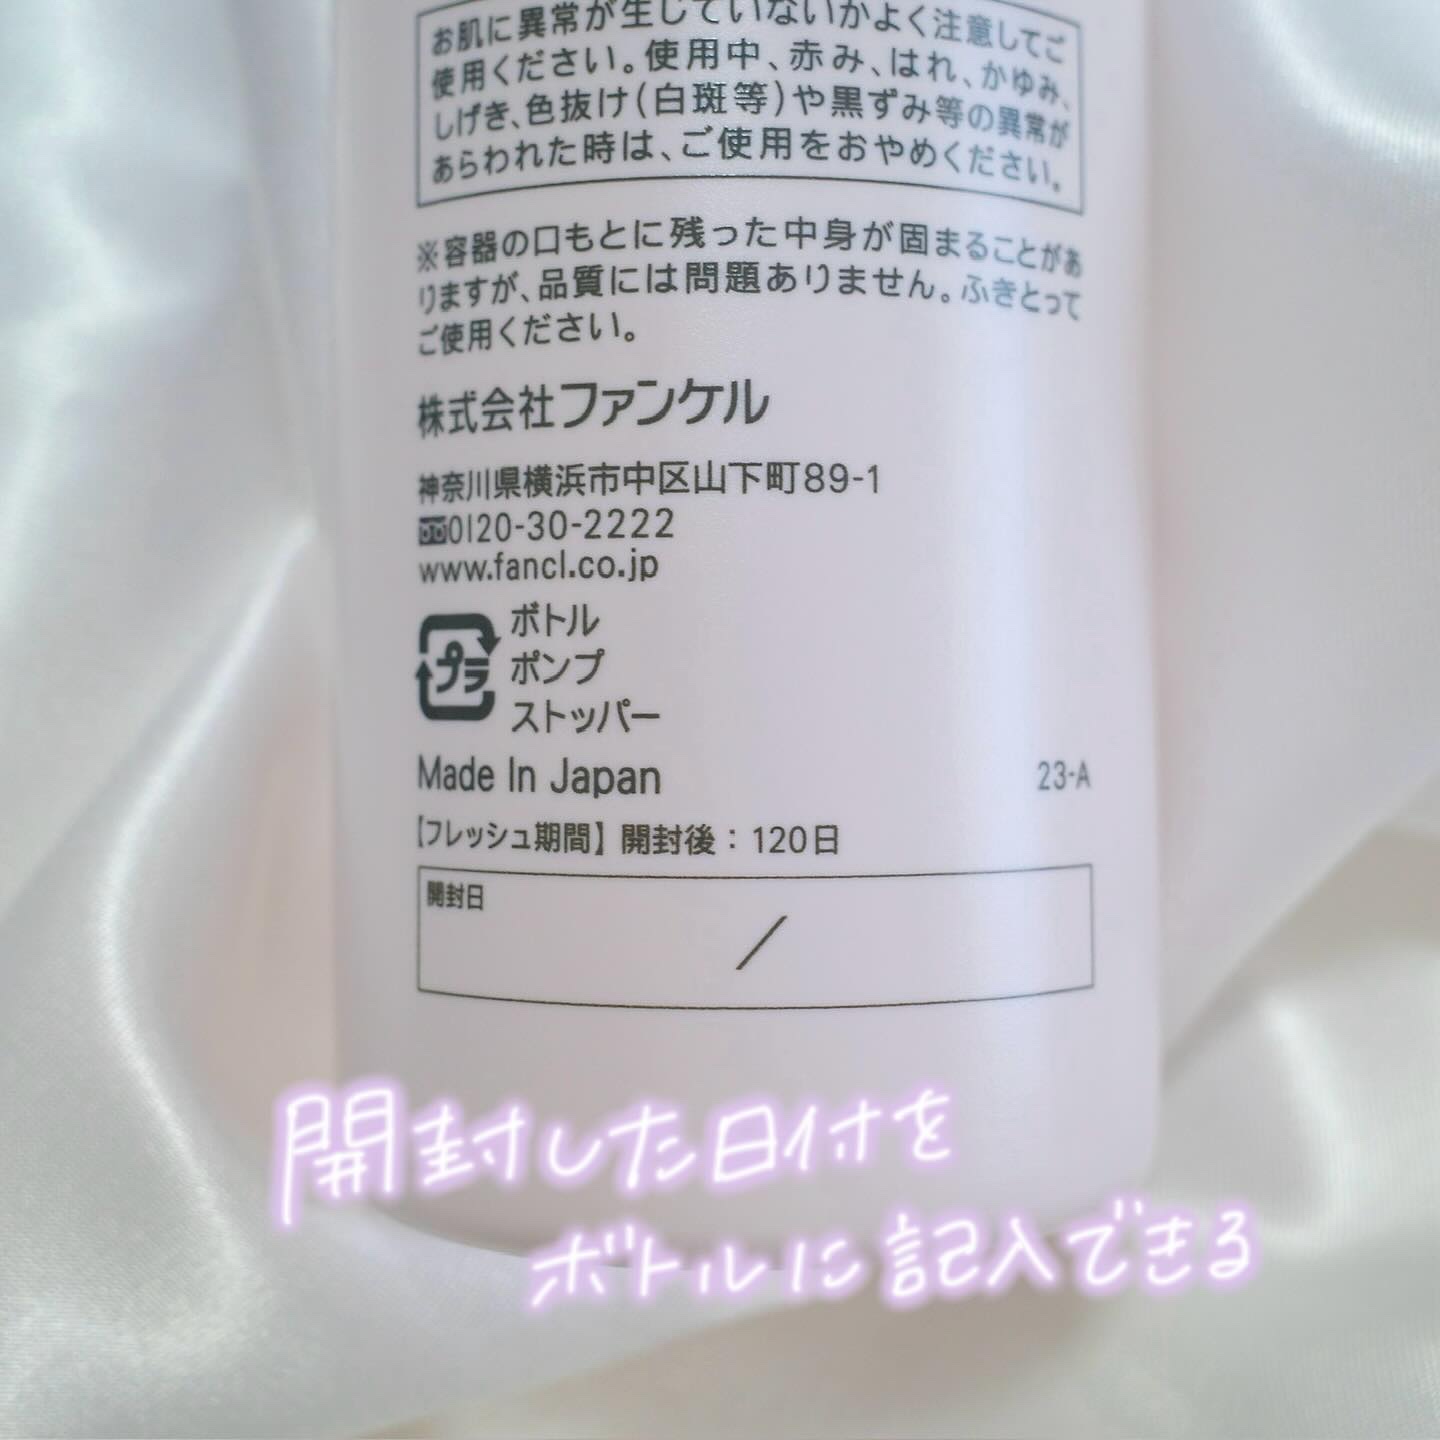 お肌に異常が生じていないかよく注意してご
使用ください。使用中、赤み、はれ、かゆみ、
しげき、色抜け(白斑等)や黒ずみ等の異常が
あらわれた時は、ご使用をおやめください。
※容器の口もとに残った中身が固まることがあ
りますが、品質には問題ありません。ふきとって
ご使用ください。
株式会社ファンケル
神奈川県横浜市中区山下町89-1
0120-30-2222
www.fancl.co.jp
プラ
ボトル
ポンプ
ストッパー
Made In Japan
23-A
【フレッシュ期間】開封後：120日
開封日
/
開封した日付を
ボトルに記入できる